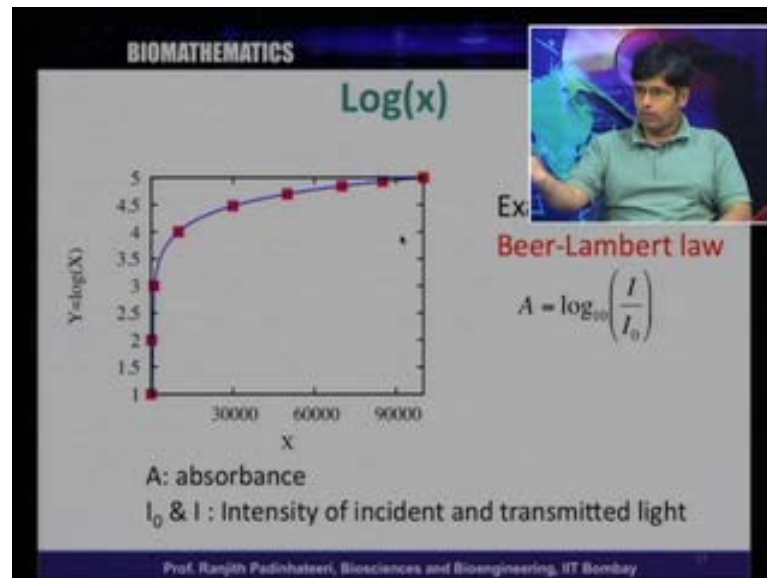 BIOMATHEMATICS
Log(x)
5
4.5
4
3.5
3
2.5
2
1.5
1
Y=log(X)
30000 60000 90000
X
Beer-Lambert law
A = log₁₀(I/I₀)
A: absorbance
I₀ & I : Intensity of incident and transmitted light
Prof. Ranjith Padinhateeri, Biosciences and Bioengineering, IIT Bombay